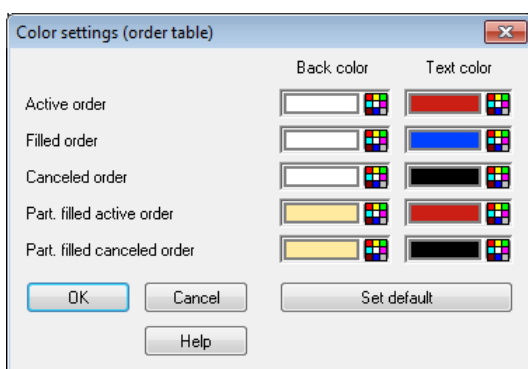 Color settings (order table)
Back color Text color
Active order
Filled order
Canceled order
Part. filled active order
Part. filled canceled order
OK Cancel Set default
Help